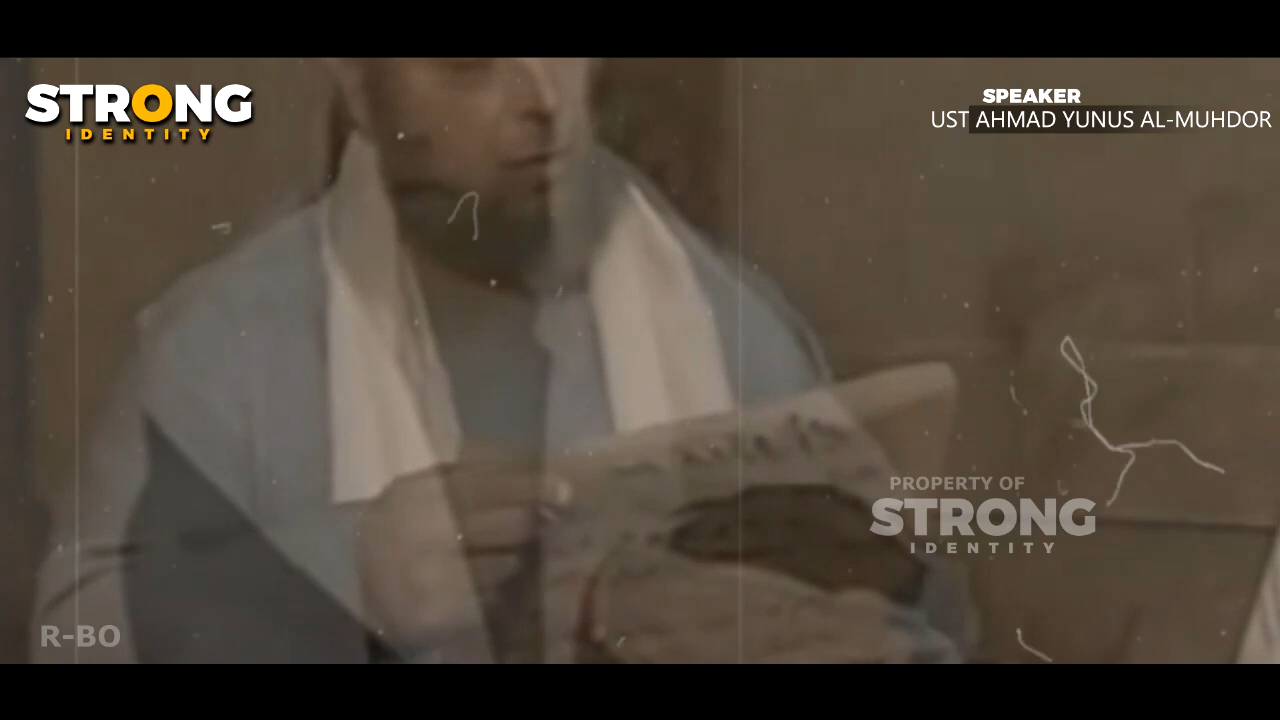 STRONG
IDENTITY
SPEAKER
UST AHMAD YUNUS AL-MUHDOR
PROPERTY OF
STRONG
IDENTITY
R-BO